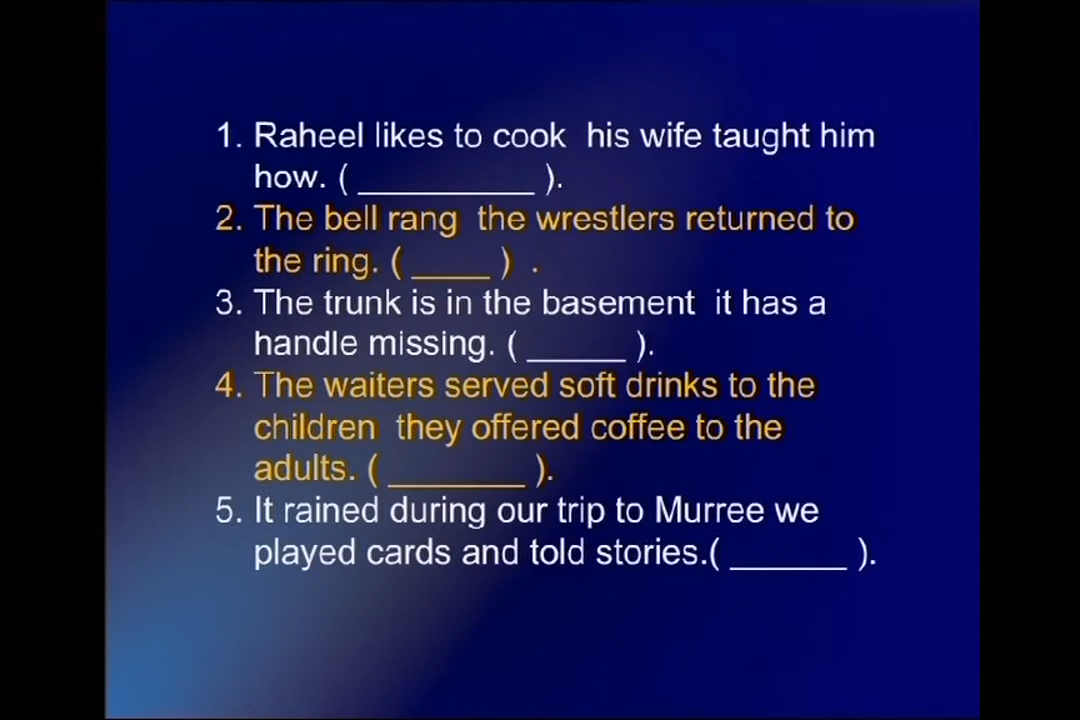 1. Raheel likes to cook his wife taught him
how. ( __________ ).
2. The bell rang the wrestlers returned to
the ring. ( ____ ) .
3. The trunk is in the basement it has a
handle missing. ( _____ ).
4. The waiters served soft drinks to the
children they offered coffee to the
adults. ( _______ ).
5. It rained during our trip to Murree we
played cards and told stories.( ______ ).